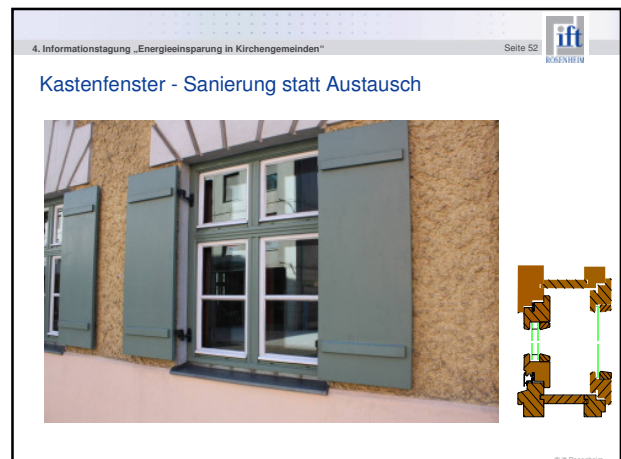 4. Informationstagung „Energieeinsparung in Kirchengemeinden“
Seite 52
ift
ROSENHEIM
Kastenfenster - Sanierung statt Austausch